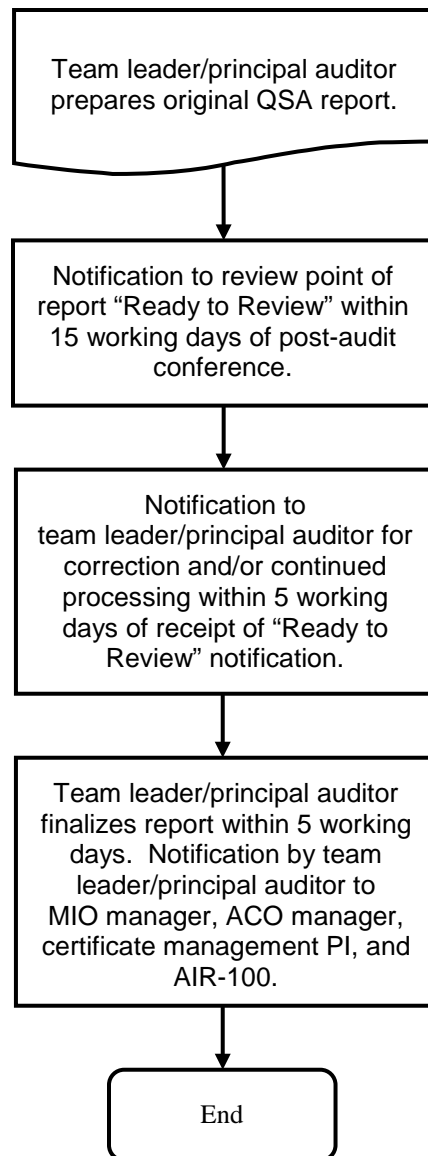 Team leader/principal auditor
prepares original QSA report.
Notification to review point of
report “Ready to Review” within
15 working days of post-audit
conference.
Notification to
team leader/principal auditor for
correction and/or continued
processing within 5 working
days of receipt of “Ready to
Review” notification.
Team leader/principal auditor
finalizes report within 5 working
days.  Notification by team
leader/principal auditor to
MIO manager, ACO manager,
certificate management PI, and
AIR-100.
End